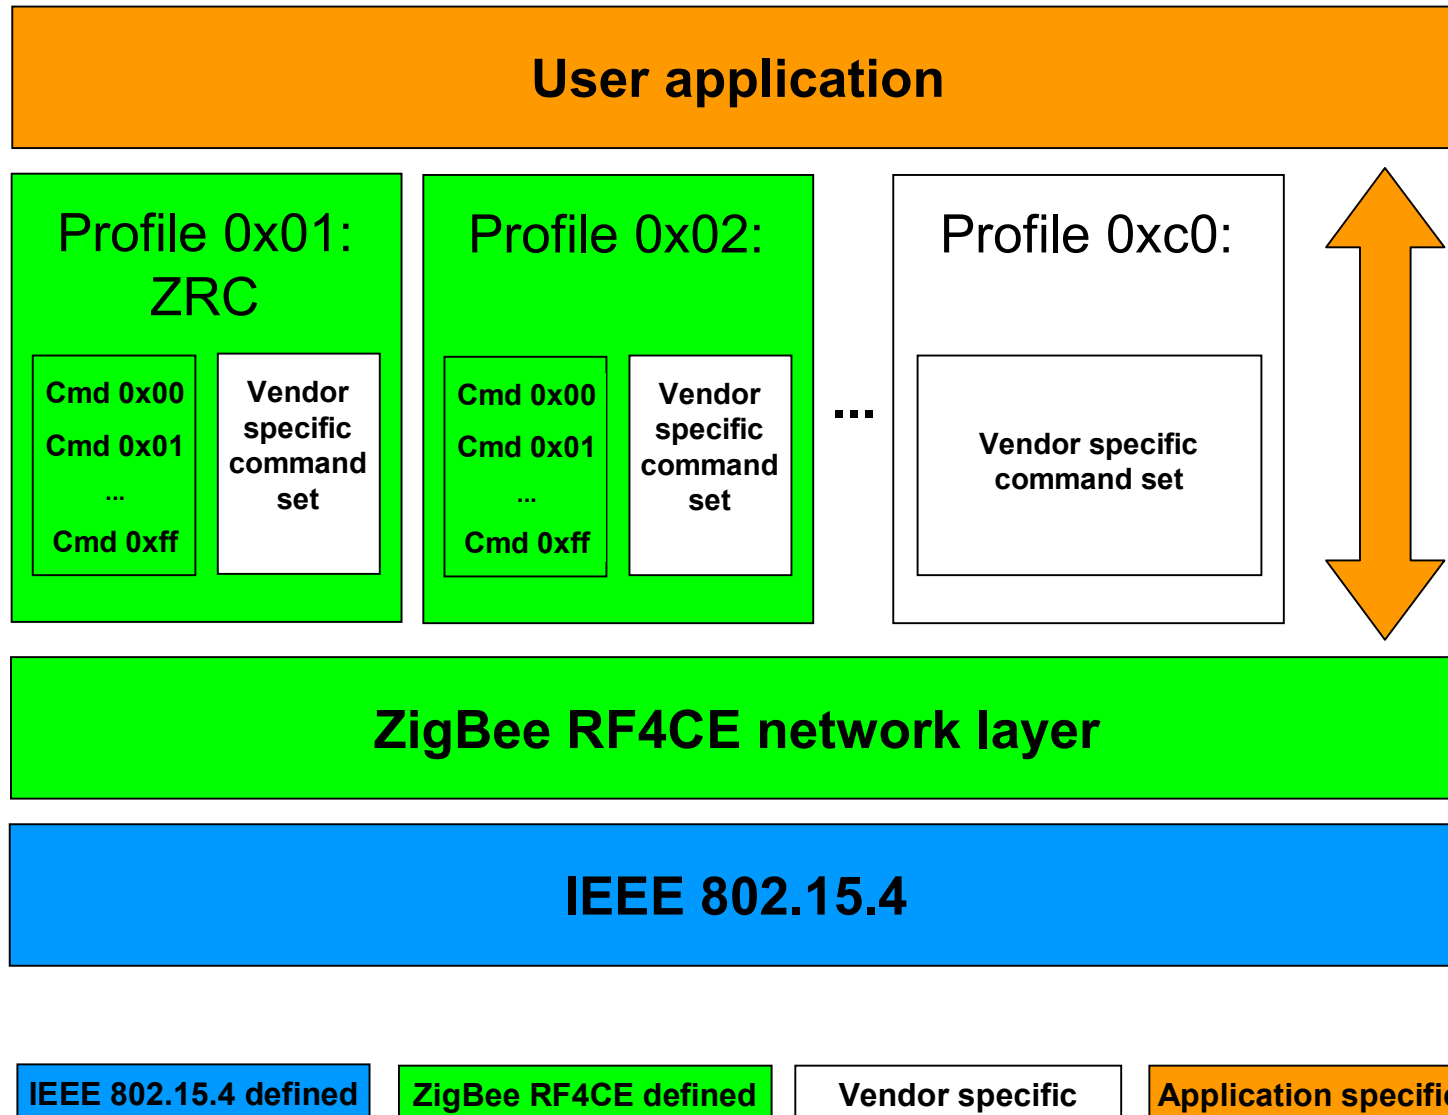 User application
Profile 0x01:
ZRC
Cmd 0x00
Cmd 0x01
...
Cmd 0xff
Vendor
specific
command
set
Profile 0x02:
Cmd 0x00
Cmd 0x01
...
Cmd 0xff
Vendor
specific
command
set
...
Profile 0xc0:
Vendor specific
command set
ZigBee RF4CE network layer
IEEE 802.15.4
IEEE 802.15.4 defined
ZigBee RF4CE defined
Vendor specific
Application specific